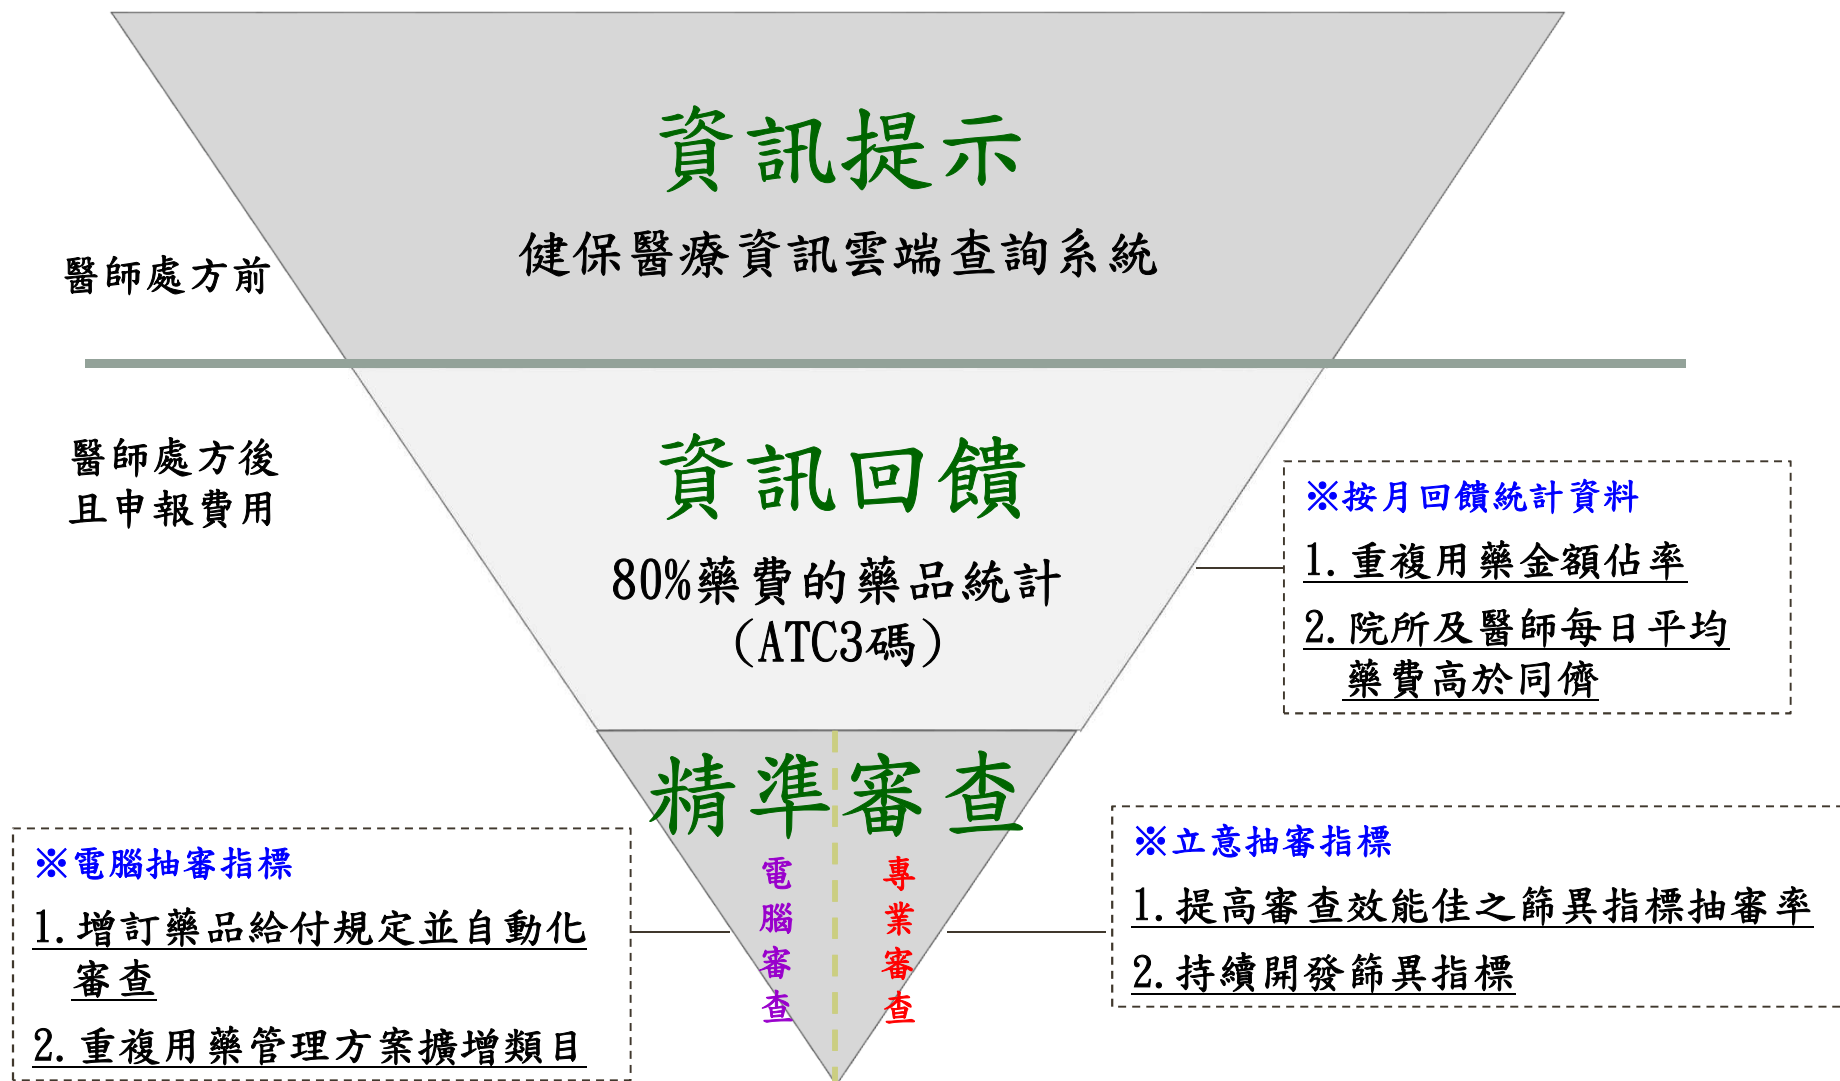 資訊提示
健保醫療資訊雲端查詢系統
醫師處方前
醫師處方後
且申報費用
資訊回饋
80%藥費的藥品統計
(ATC3碼)
※按月回饋統計資料
1.重複用藥金額佔率
2.院所及醫師每日平均
藥費高於同儕
精準審查
電腦審查
專業審查
※電腦抽審指標
1.增訂藥品給付規定並自動化
審查
2.重複用藥管理方案擴增類目
※立意抽審指標
1.提高審查效能佳之篩異指標抽審率
2.持續開發篩異指標